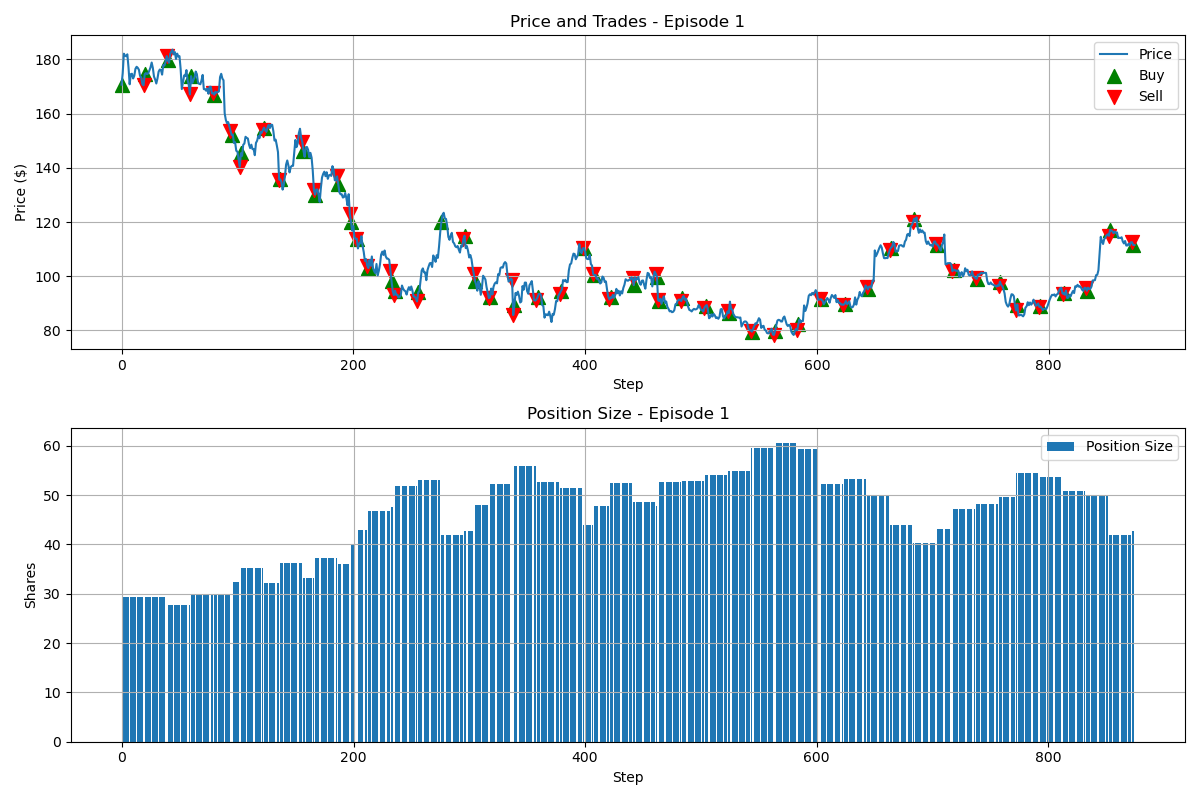 Price and Trades - Episode 1
Price ($)
180
160
140
120
100
80
Price
Buy
Sell
0 200 400 600 800
Step
Position Size - Episode 1
Shares
60
50
40
30
20
10
0
Position Size
0 200 400 600 800
Step